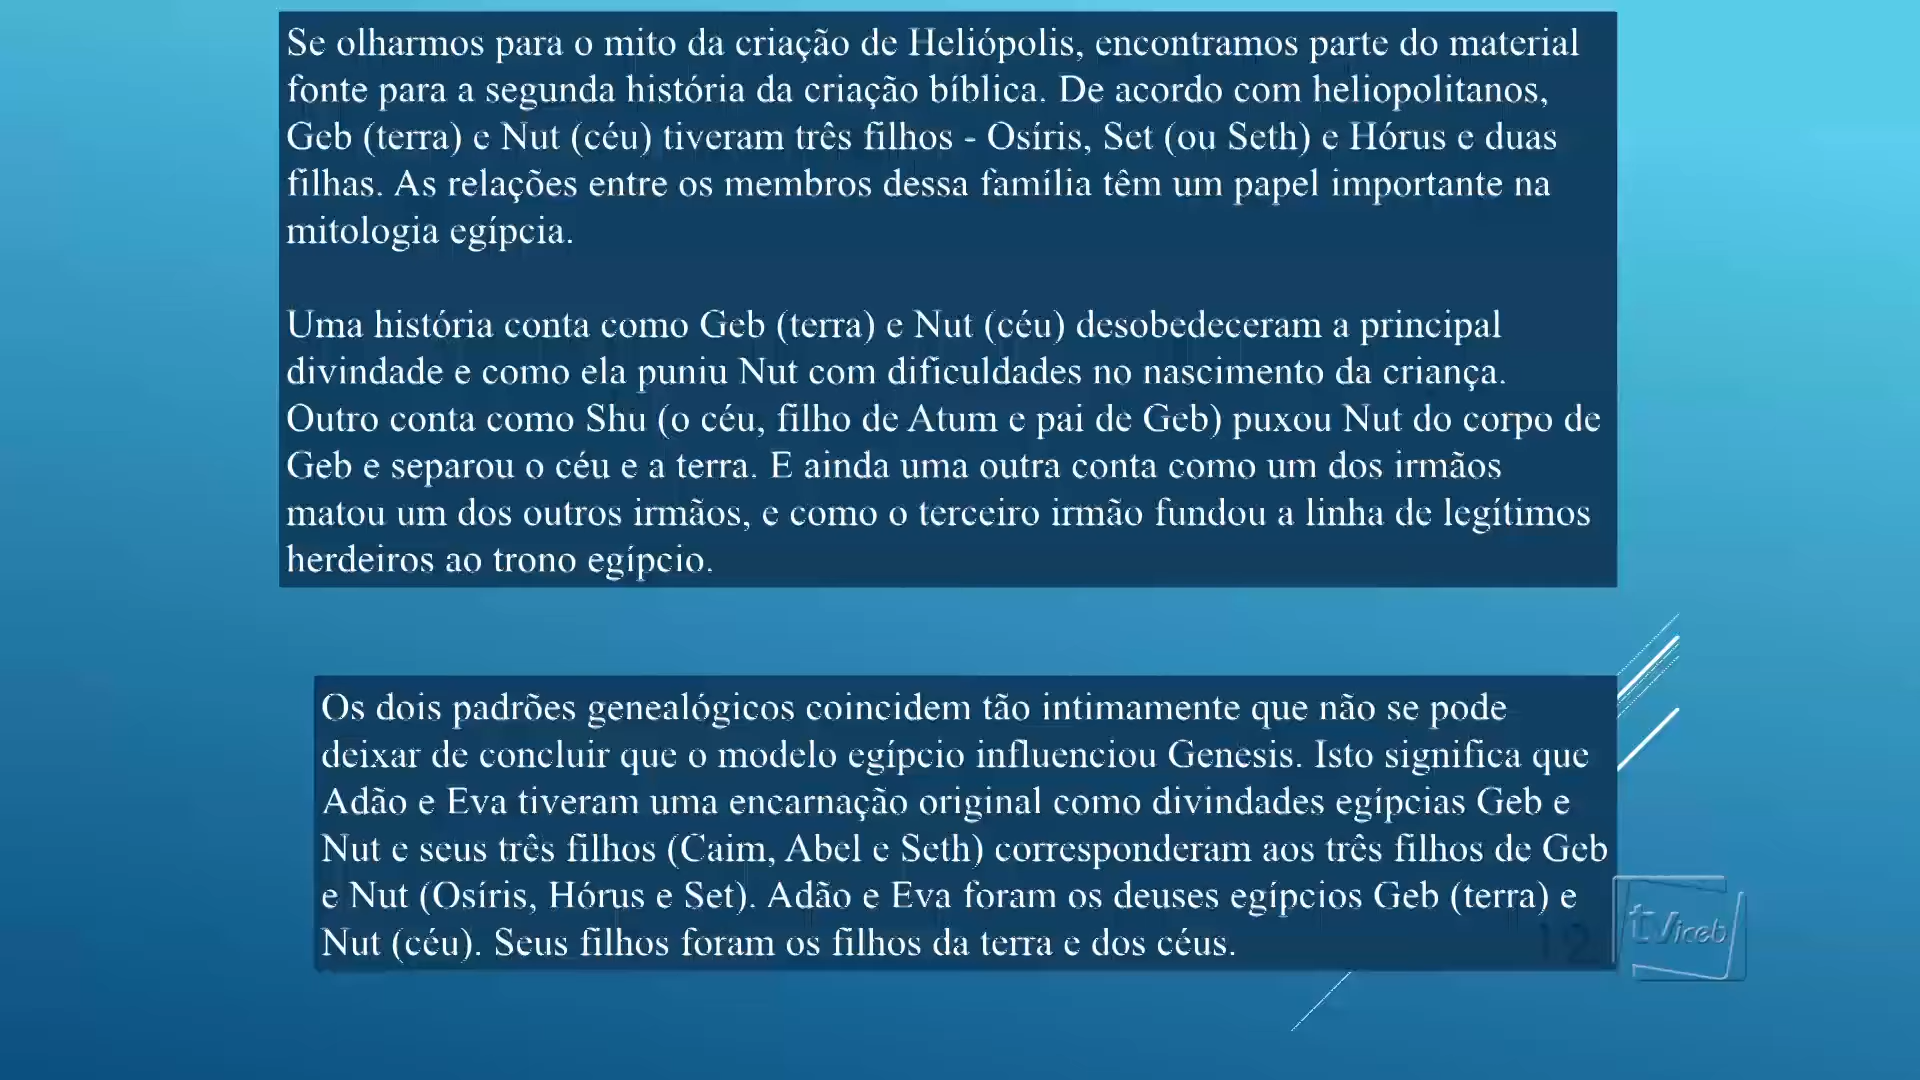 Se olharmos para o mito da criação de Heliópolis, encontramos parte do material
fonte para a segunda história da criação bíblica. De acordo com heliopolitanos,
Geb (terra) e Nut (céu) tiveram três filhos - Osíris, Set (ou Seth) e Hórus e duas
filhas. As relações entre os membros dessa família têm um papel importante na
mitologia egípcia.
Uma história conta como Geb (terra) e Nut (céu) desobedeceram a principal
divindade e como ela puniu Nut com dificuldades no nascimento da criança.
Outro conta como Shu (o céu, filho de Atum e pai de Geb) puxou Nut do corpo de
Geb e separou o céu e a terra. E ainda uma outra conta como um dos irmãos
matou um dos outros irmãos, e como o terceiro irmão fundou a linha de legítimos
herdeiros ao trono egípcio.
Os dois padrões genealógicos coincidem tão intimamente que não se pode
deixar de concluir que o modelo egípcio influenciou Genesis. Isto significa que
Adão e Eva tiveram uma encarnação original como divindades egípcias Geb e
Nut e seus três filhos (Caim, Abel e Seth) corresponderam aos três filhos de Geb
e Nut (Osíris, Hórus e Set). Adão e Eva foram os deuses egípcios Geb (terra) e
Nut (céu). Seus filhos foram os filhos da terra e dos céus.
12
tviceb